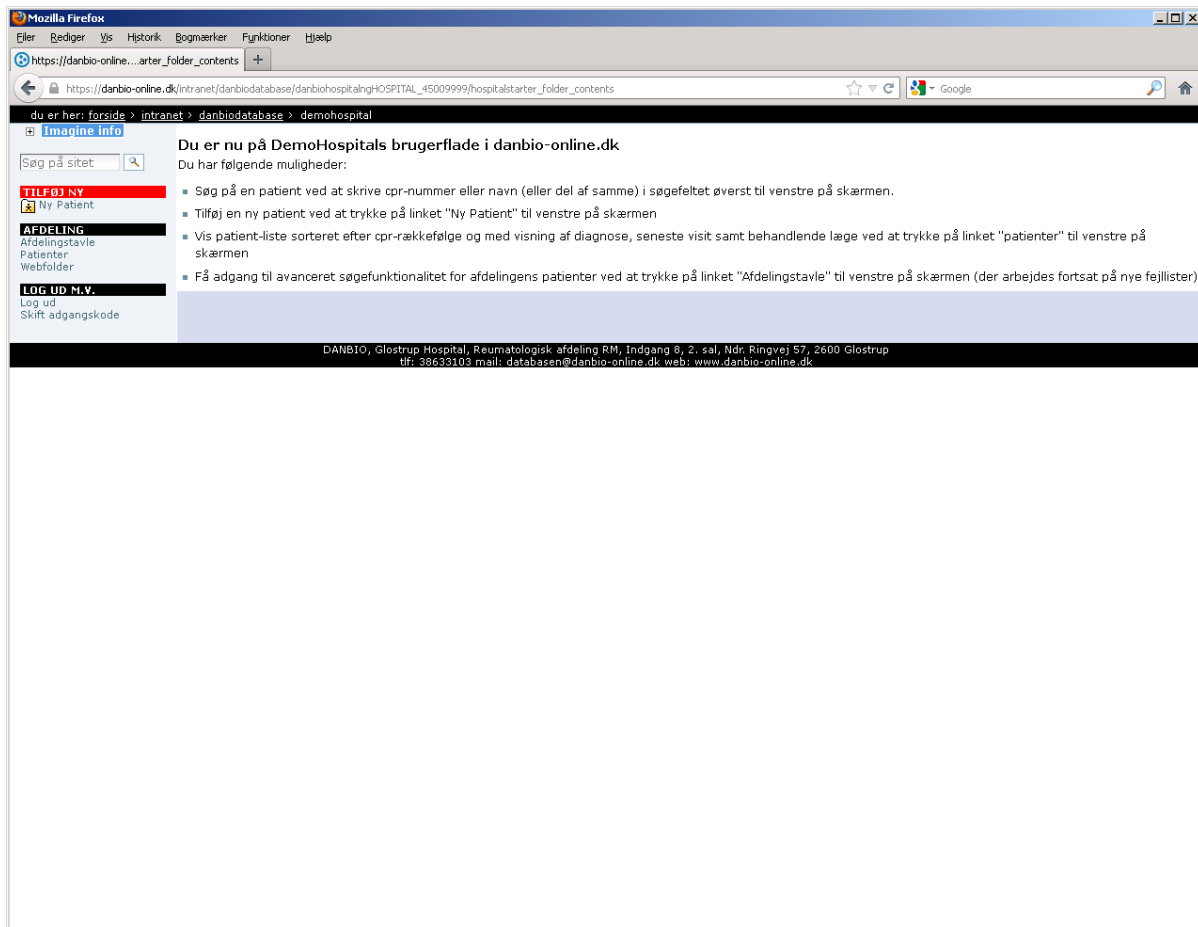 Mozilla Firefox
Filer Rediger Vis Historik Bogmærker Funktioner Hjælp
https://danbio-online....arter_folder_contents +
https://danbio-online.dk/intranet/danbiodatabase/danbiohospitalngHOSPITAL_45009999/hospitalstarter_folder_contents Google
du er her: forside > intranet > danbiodatabase > demohospital
Imagine info
Søg på sitet
TILFØJ NY
Ny Patient
AFDELING
Afdelingstavle
Patienter
Webfolder
LOG UD M.V.
Log ud
Skift adgangskode
Du er nu på DemoHospitals brugerflade i danbio-online.dk
Du har følgende muligheder:
Søg på en patient ved at skrive cpr-nummer eller navn (eller del af samme) i søgefeltet øverst til venstre på skærmen.
Tilføj en ny patient ved at trykke på linket "Ny Patient" til venstre på skærmen
Vis patient-liste sorteret efter cpr-rækkefølge og med visning af diagnose, seneste visit samt behandlende læge ved at trykke på linket "patienter" til venstre på
skærmen
Få adgang til avanceret søgefunktionalitet for afdelingens patienter ved at trykke på linket "Afdelingstavle" til venstre på skærmen (der arbejdes fortsat på nye fejllister)
DANBIO, Glostrup Hospital, Reumatologisk afdeling RM, Indgang 8, 2. sal, Ndr. Ringvej 57, 2600 Glostrup
tlf: 38633103 mail: databasen@danbio-online.dk web: www.danbio-online.dk